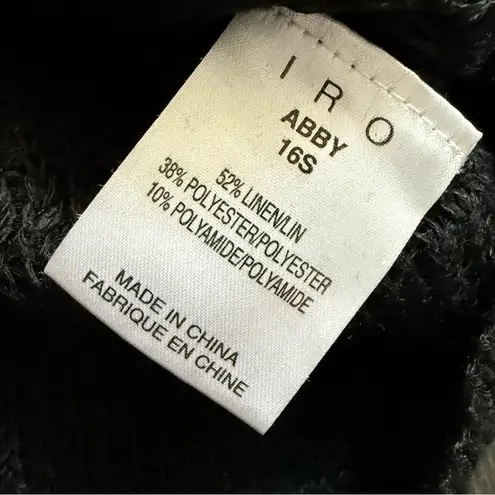 IRO
ABBY
16S
52% LINEN/LIN
38% POLYESTER/POLYESTER
10% POLYAMIDE/POLYAMIDE
MADE IN CHINA
FABRIQUE EN CHINE